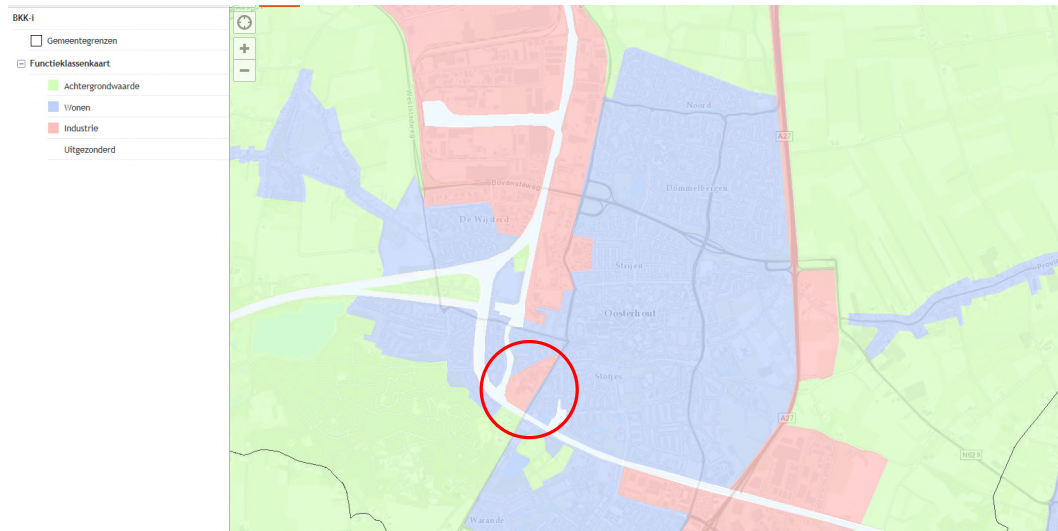 BKK-i
Gemeentegrenzen
Functieklassenkaart
Achtergrondwaarde
Wonen
Industrie
Uitgezonderd
+
−
Noord
A27
Dommelbergen
De Wijsterd
Strijen
Oosterhout
Slotjes
A27
N629
Warande